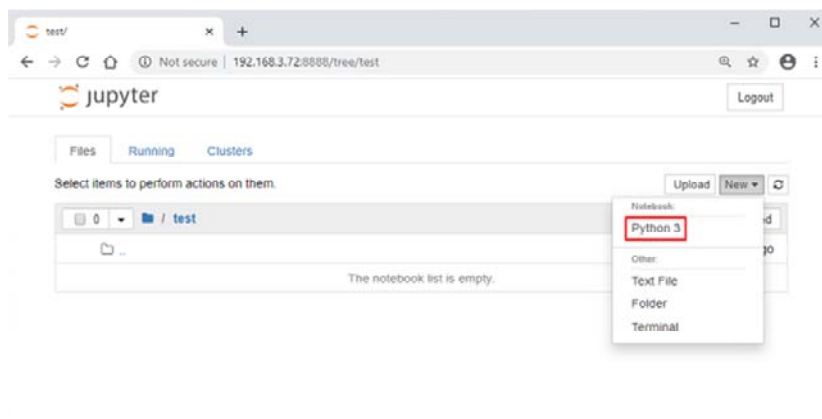 test/
Not secure | 192.168.3.72:8888/tree/test
jupyter
Logout
Files Running Clusters
Select items to perform actions on them.
Upload New
0 / test
Notebook:
Python 3
..
Other:
The notebook list is empty.
Text File
Folder
Terminal